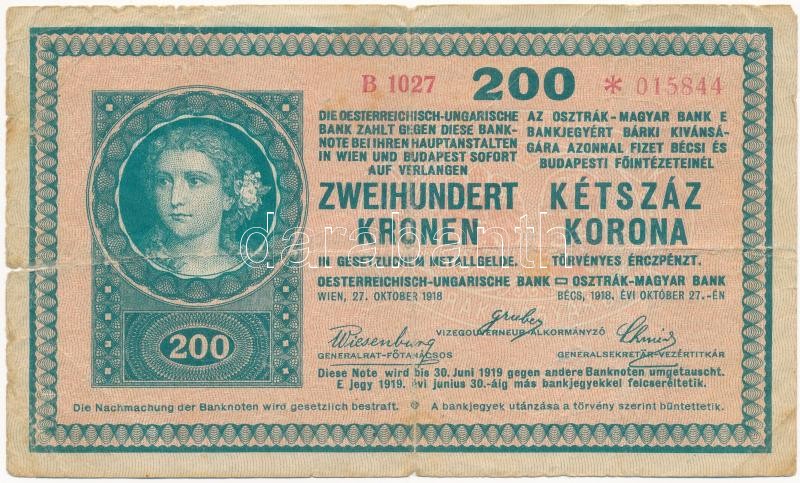 B 1027 200 * 015844
DIE OESTERREICHISCH-UNGARISCHE
BANK ZAHLT GEGEN DIESE BANK-
NOTE BEI IHREN HAUPTANSTALTEN
IN WIEN UND BUDAPEST SOFORT
AUF VERLANGEN
ZWEIHUNDERT
KRONEN
IN GESETZLICHEM METALLGELDE.
OESTERREICHISCH-UNGARISCHE BANK
WIEN, 27. OKTOBER 1918
AZ OSZTRÁK-MAGYAR BANK E
BANKJEGYÉRT BÁRKI KIVÁNSÁ-
GÁRA AZONNAL FIZET BÉCSI ÉS
BUDAPESTI FŐINTÉZETEINÉL
KÉTSZÁZ
KORONA
TÖRVÉNYES ÉRCZPÉNZT.
OSZTRÁK-MAGYAR BANK
BÉCS, 1918. ÉVI OKTÓBER 27.-ÉN
darabanth
200
Wiesenburg
GENERALRAT-FŐTANÁCSOS
Gruber
VIZEGOUVERNEUR-ALKORMÁNYZÓ
Schmid
GENERALSEKRETÄR-VEZÉRTITKÁR
Diese Note wird bis 30. Juni 1919 gegen andere Banknoten umgetauscht.
E jegy 1919. évi junius 30.-áig más bankjegyekkel felcseréltetik.
Die Nachmachung der Banknoten wird gesetzlich bestraft. A bankjegyek utánzása a törvény szerint büntettetik.